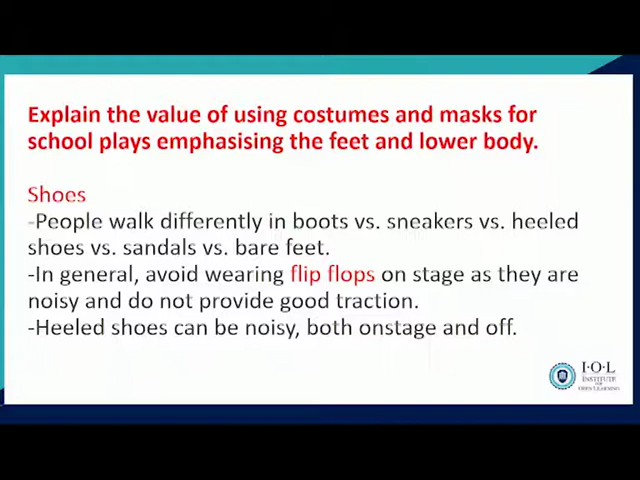 Explain the value of using costumes and masks for
school plays emphasising the feet and lower body.
Shoes
-People walk differently in boots vs. sneakers vs. heeled
shoes vs. sandals vs. bare feet.
-In general, avoid wearing flip flops on stage as they are
noisy and do not provide good traction.
-Heeled shoes can be noisy, both onstage and off.
I·O·L
INSTITUTE
FOR
OPEN LEARNING